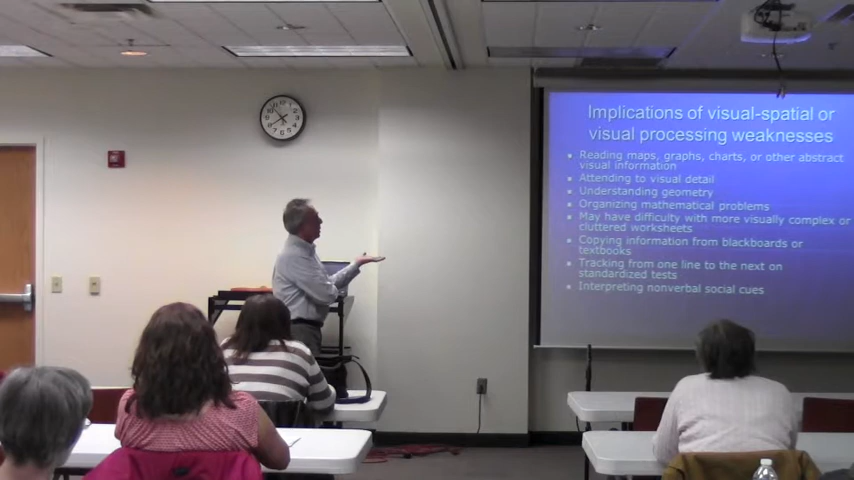 Implications of visual-spatial or
visual processing weaknesses
• Reading maps, graphs, charts, or other abstract
visual information
• Attending to visual detail
• Understanding geometry
• Organizing mathematical problems
• May have difficulty with more visually complex or
cluttered worksheets
• Copying information from blackboards or
textbooks
• Tracking from one line to the next on
standardized tests
• Interpreting nonverbal social cues